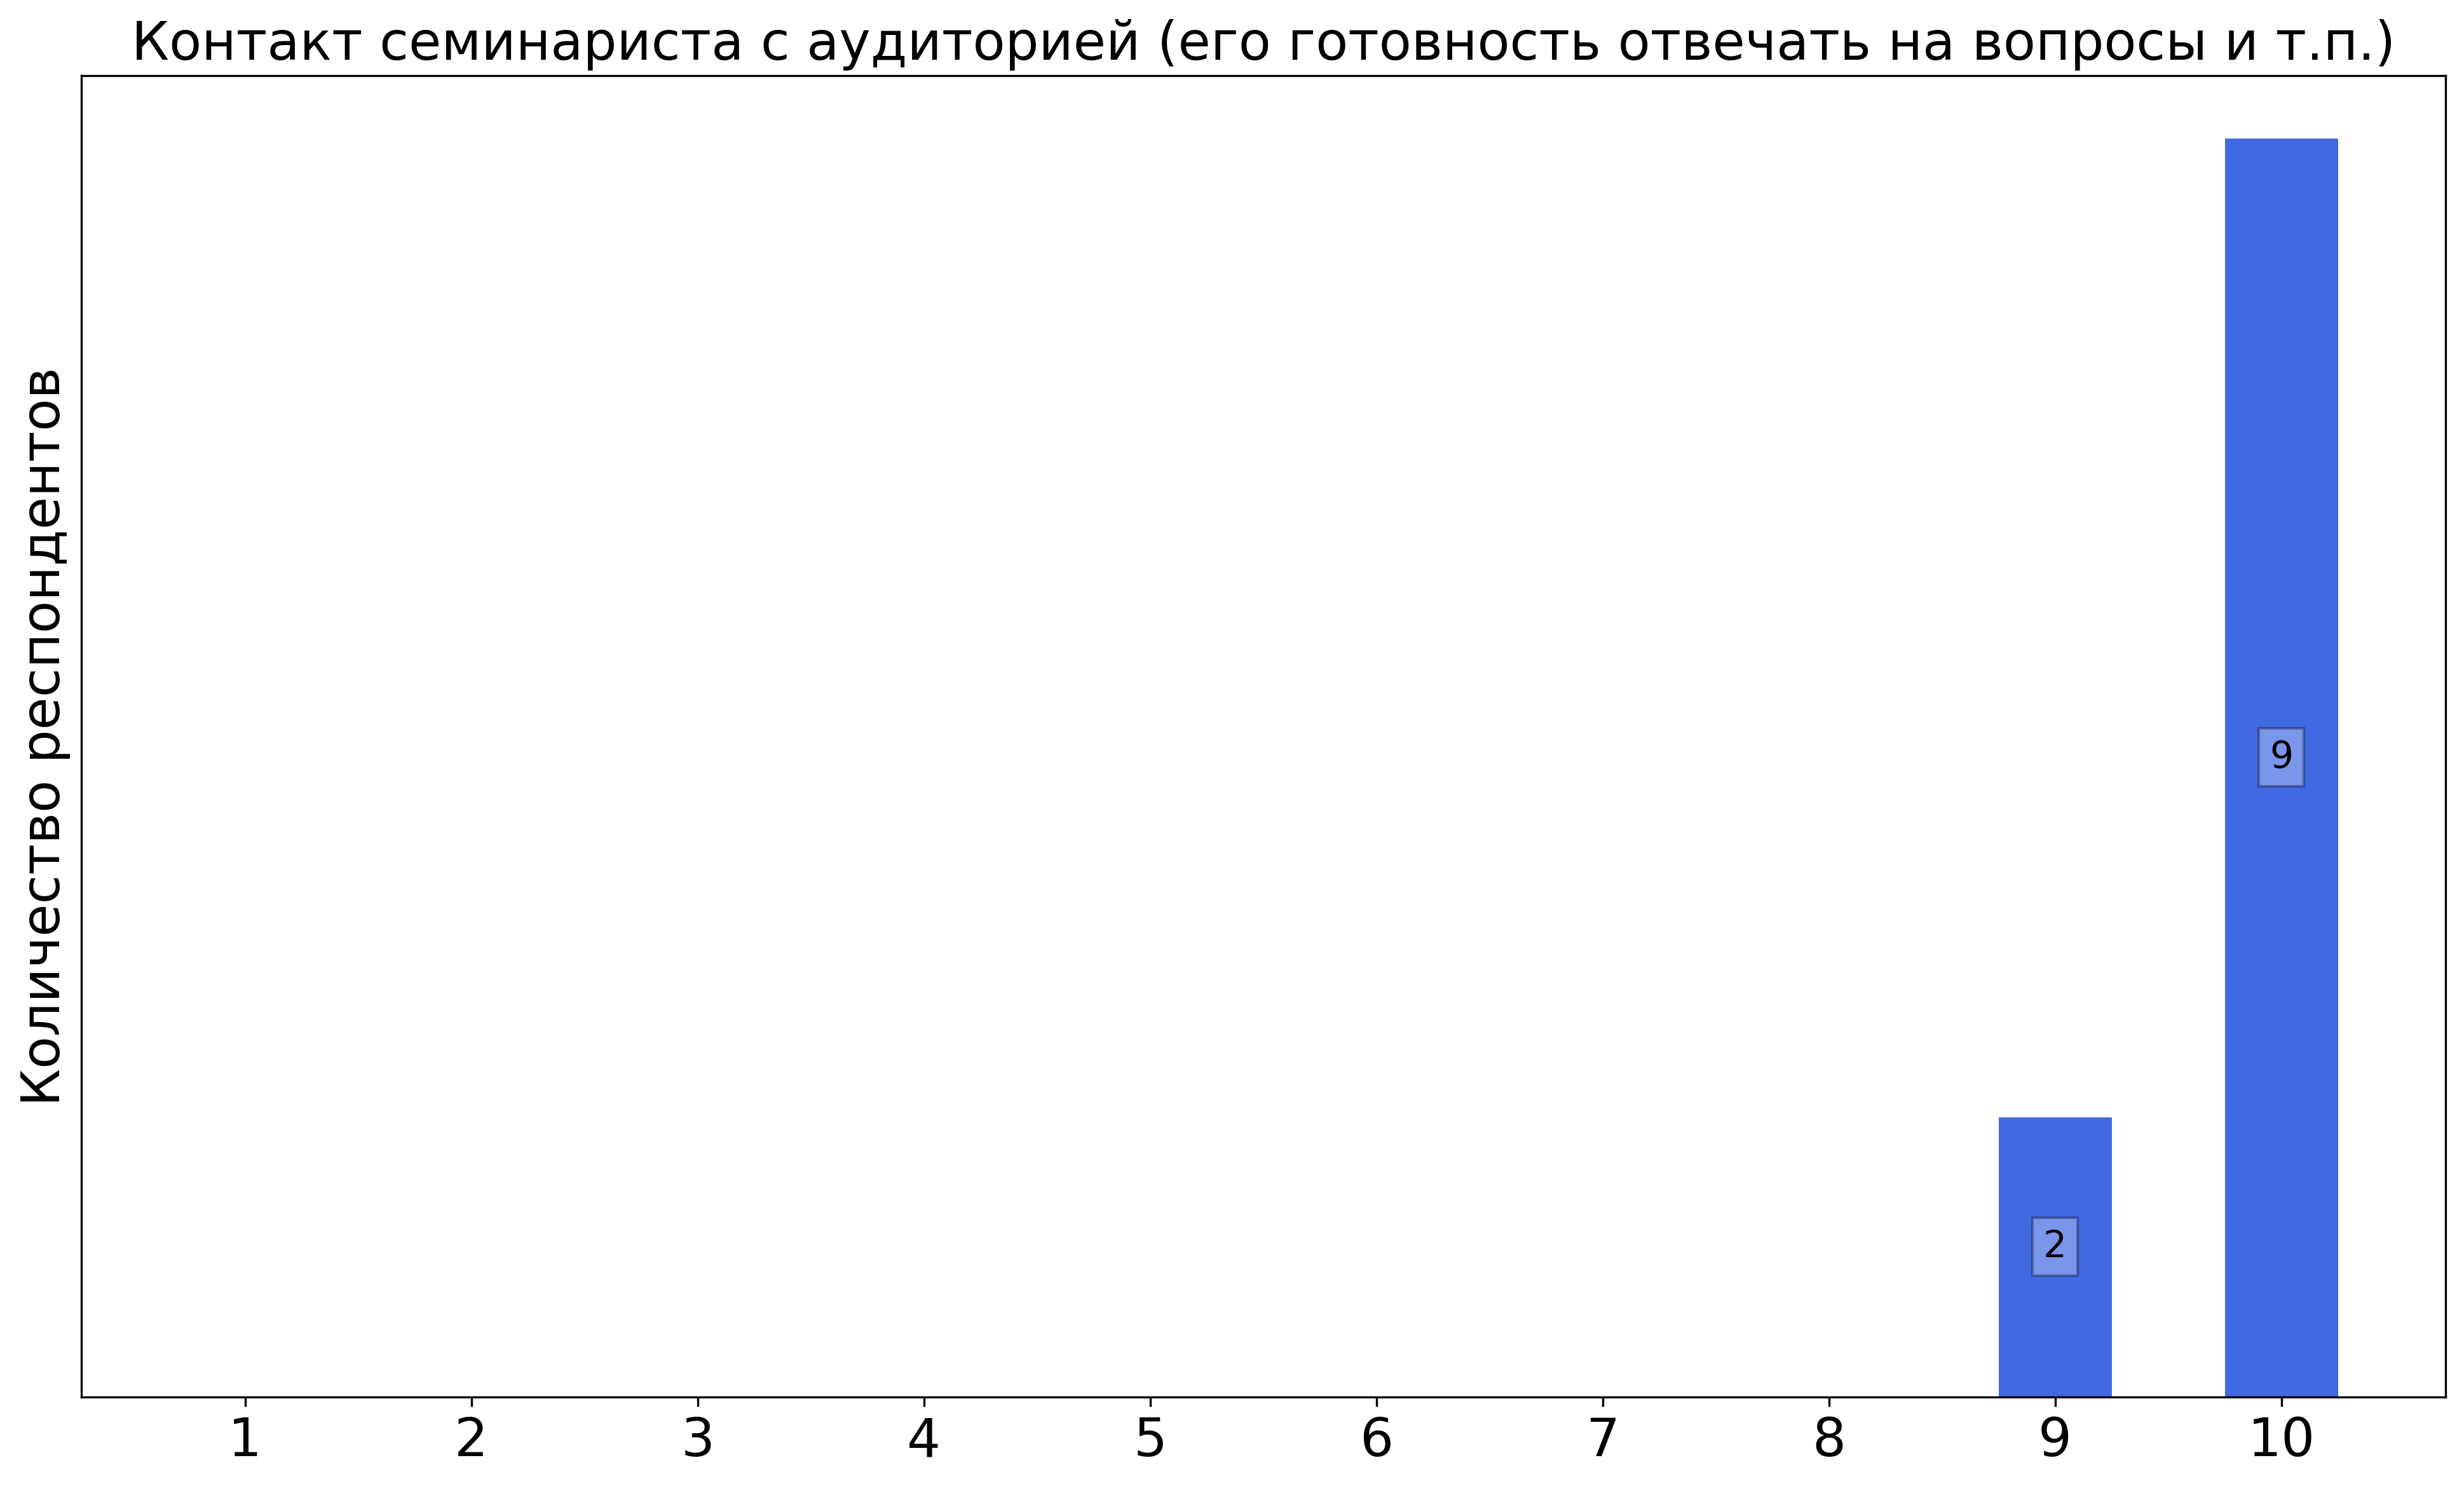 Контакт семинариста с аудиторией (его готовность отвечать на вопросы и т.п.)
Количество респондентов
9
2
1 2 3 4 5 6 7 8 9 10